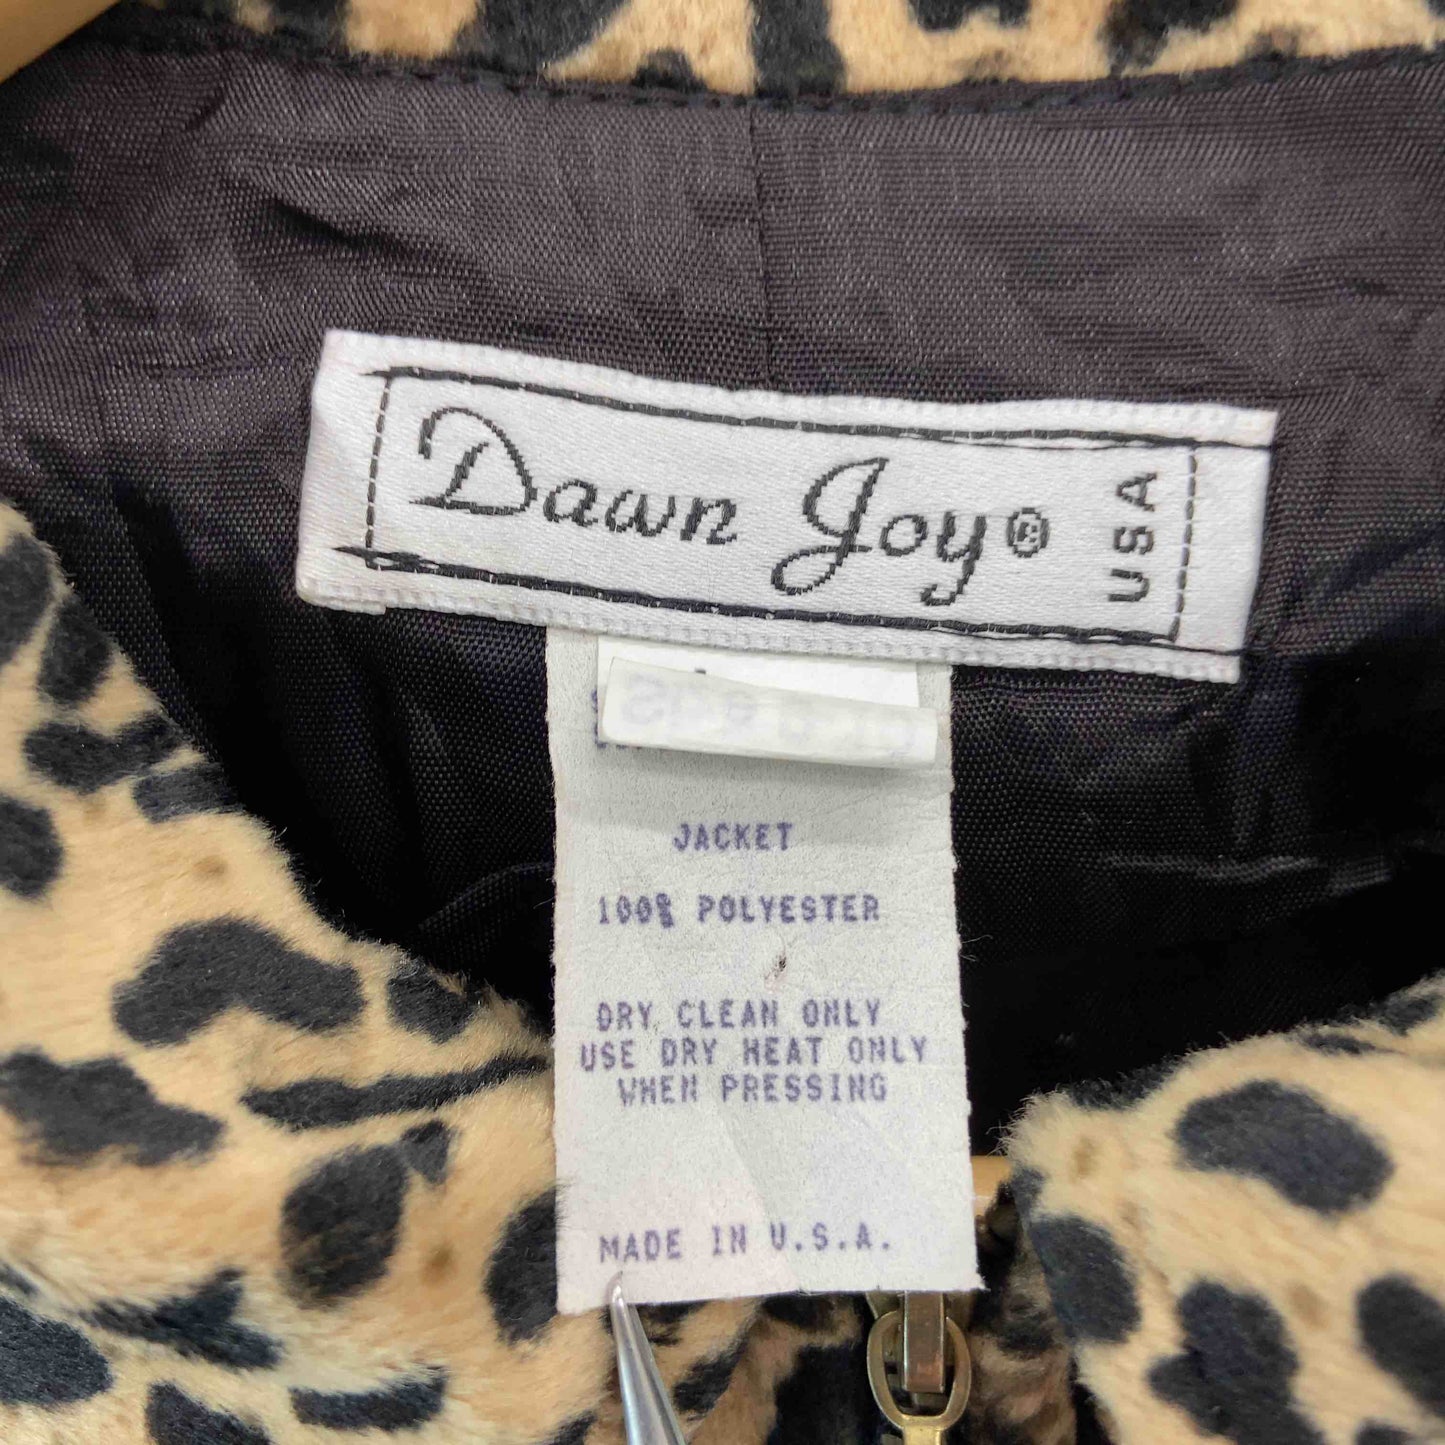 Dawn Joy®
USA
JACKET
100% POLYESTER
DRY CLEAN ONLY
USE DRY HEAT ONLY
WHEN PRESSING
MADE IN U.S.A.